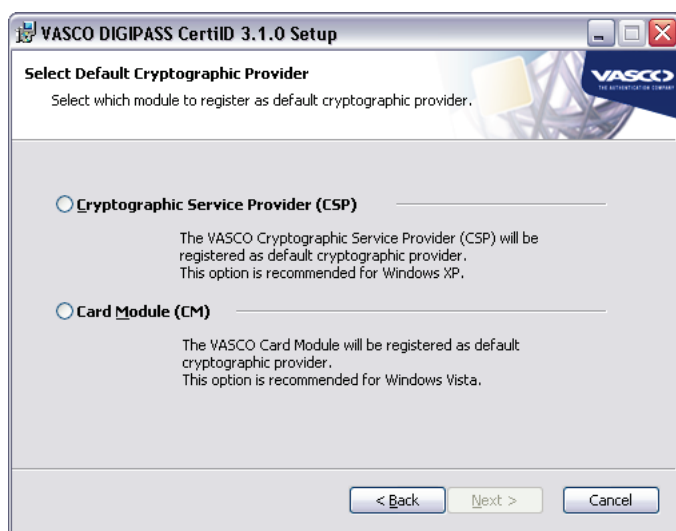 VASCO DIGIPASS CertiID 3.1.0 Setup
Select Default Cryptographic Provider
Select which module to register as default cryptographic provider.
VASCO
THE AUTHENTICATION COMPANY
Cryptographic Service Provider (CSP)
The VASCO Cryptographic Service Provider (CSP) will be
registered as default cryptographic provider.
This option is recommended for Windows XP.
Card Module (CM)
The VASCO Card Module will be registered as default
cryptographic provider.
This option is recommended for Windows Vista.
< Back
Next >
Cancel